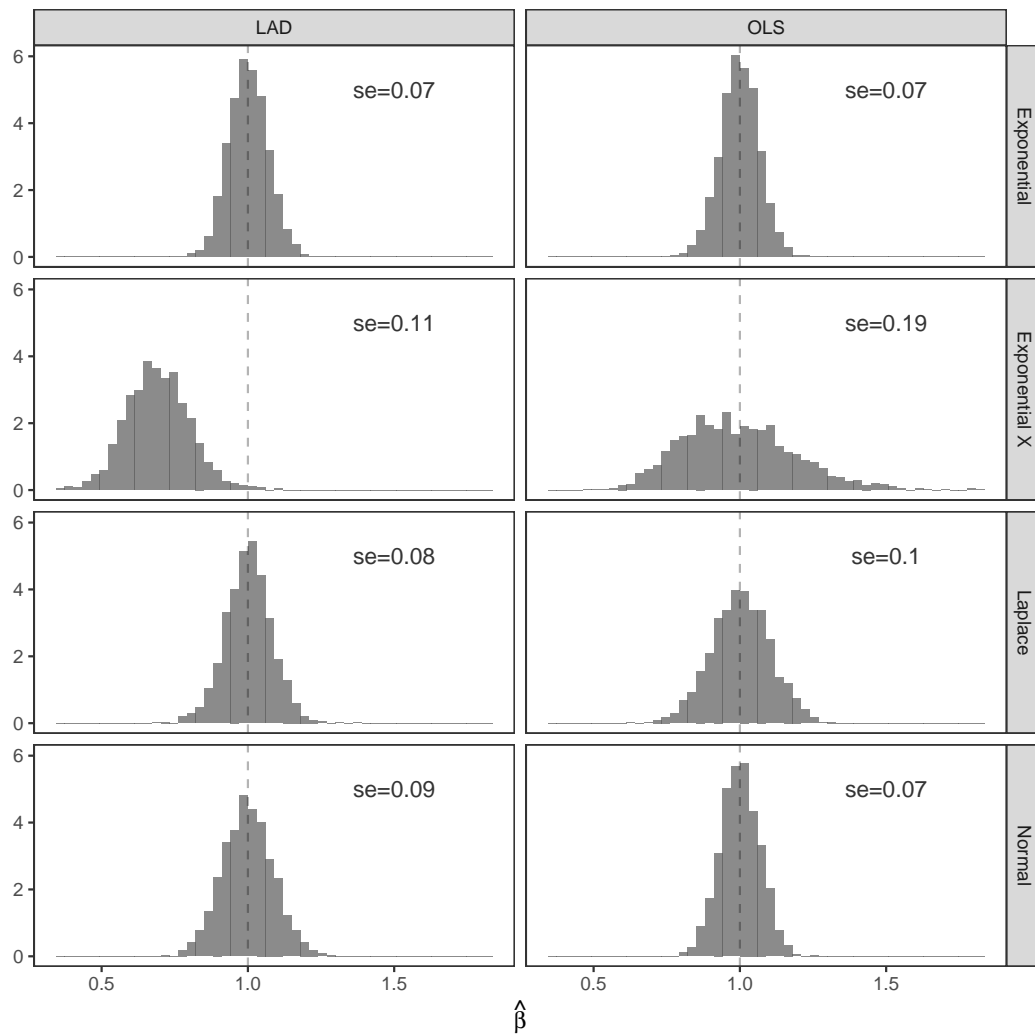 LAD
OLS
6
4
2
0
se=0.07
se=0.07
Exponential
6
4
2
0
se=0.11
se=0.19
Exponential X
6
4
2
0
se=0.08
se=0.1
Laplace
6
4
2
0
se=0.09
se=0.07
Normal
0.5 1.0 1.5
0.5 1.0 1.5
β̂